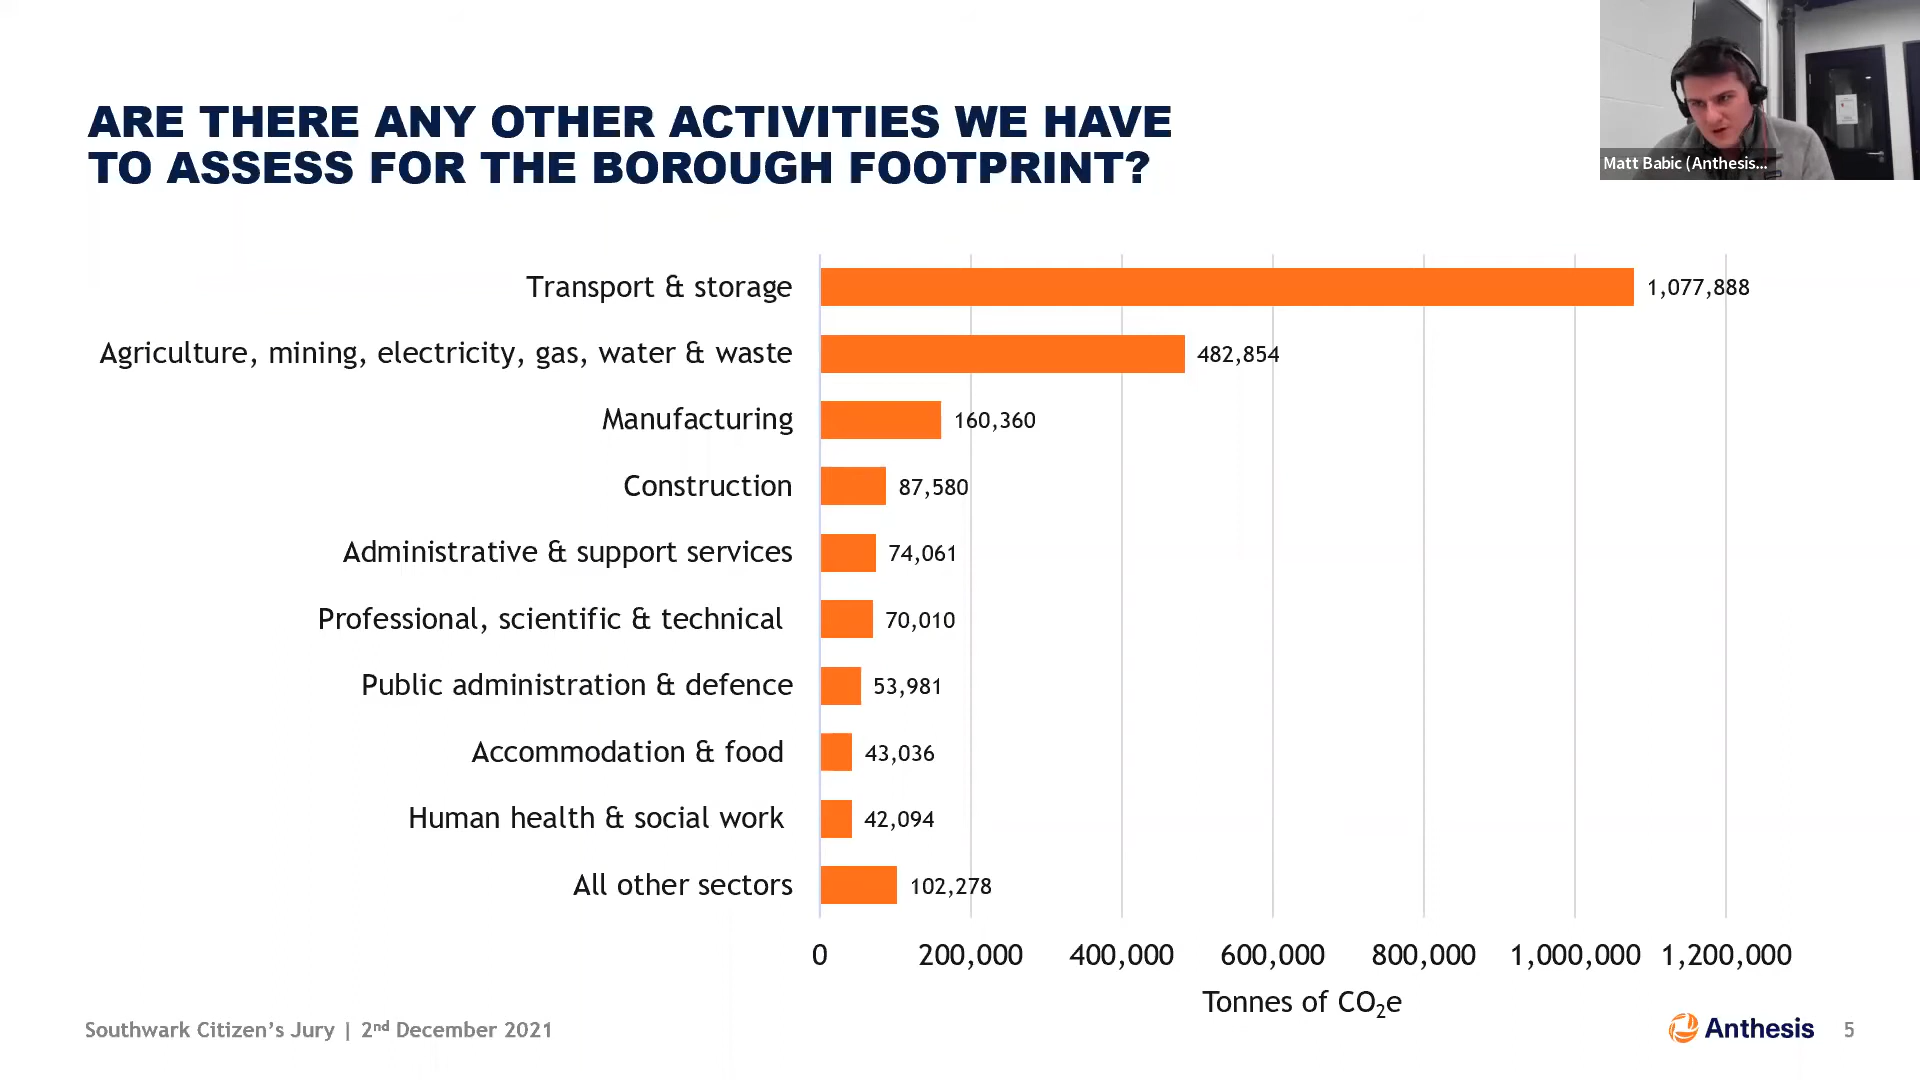 ARE THERE ANY OTHER ACTIVITIES WE HAVE
TO ASSESS FOR THE BOROUGH FOOTPRINT?
Matt Babic (Anthesis...
Transport & storage 1,077,888
Agriculture, mining, electricity, gas, water & waste 482,854
Manufacturing 160,360
Construction 87,580
Administrative & support services 74,061
Professional, scientific & technical 70,010
Public administration & defence 53,981
Accommodation & food 43,036
Human health & social work 42,094
All other sectors 102,278
0 200,000 400,000 600,000 800,000 1,000,000 1,200,000
Tonnes of CO₂e
Southwark Citizen’s Jury | 2ⁿᵈ December 2021
Anthesis 5